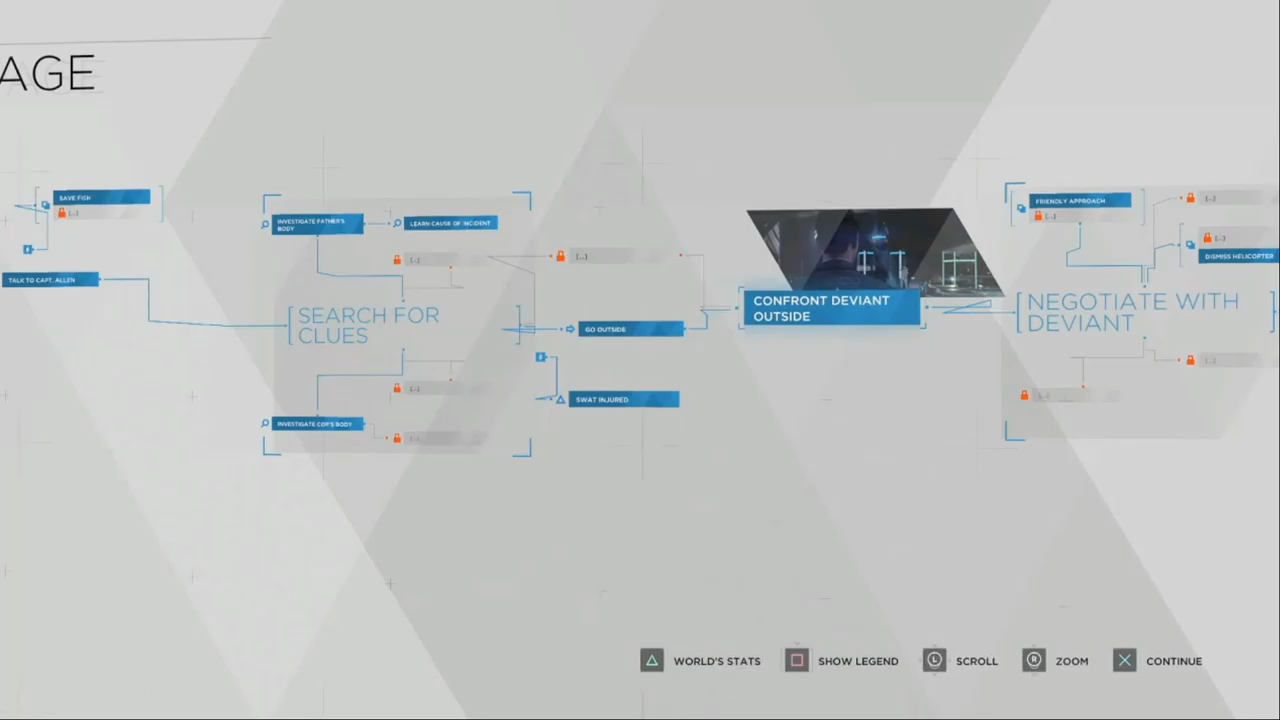 AGE
SAVE FISH
[...]
TALK TO CAPT. ALLEN
INVESTIGATE FATHER'S
BODY
LEARN CAUSE OF INCIDENT
[...]
SEARCH FOR
CLUES
[...]
INVESTIGATE COP'S BODY
[...]
[...]
GO OUTSIDE
SWAT INJURED
CONFRONT DEVIANT
OUTSIDE
FRIENDLY APPROACH
[...]
[...]
[...]
DISMISS HELICOPTER
NEGOTIATE WITH
DEVIANT
[...]
[...]
WORLD'S STATS
SHOW LEGEND
L
SCROLL
R
ZOOM
CONTINUE